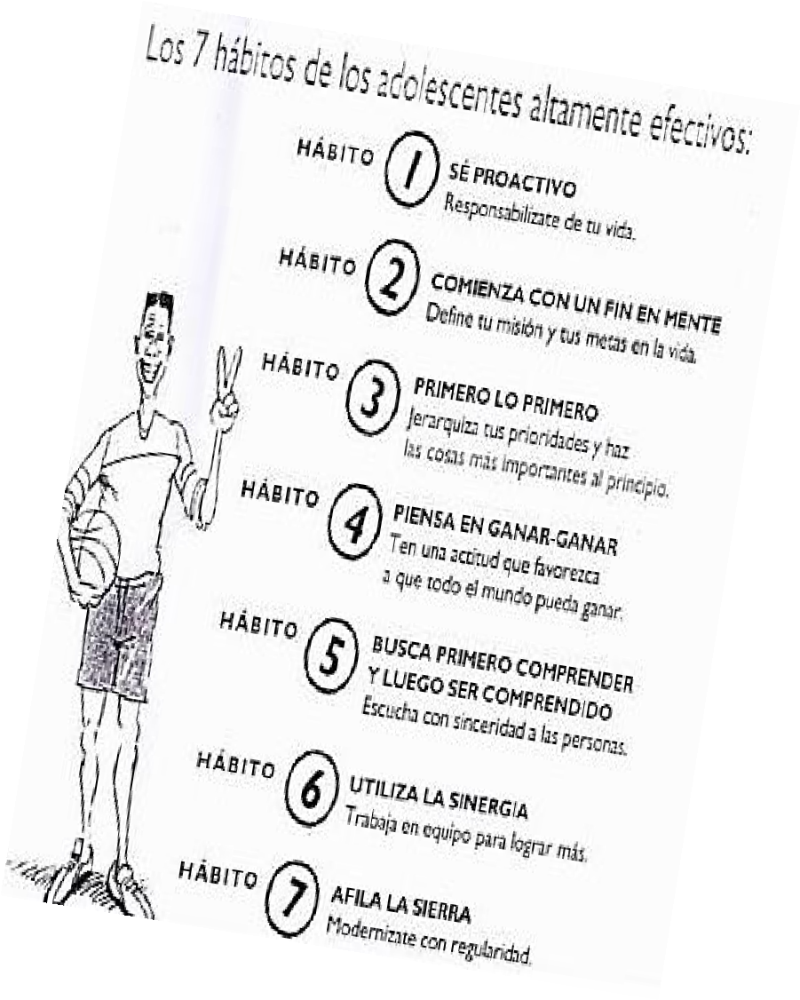 Los 7 hábitos de los adolescentes altamente efectivos:
HÁBITO 1 SÉ PROACTIVO
Responsabilízate de tu vida.
HÁBITO 2 COMIENZA CON UN FIN EN MENTE
Define tu misión y tus metas en la vida.
HÁBITO 3 PRIMERO LO PRIMERO
Jerarquiza tus prioridades y haz
las cosas más importantes al principio.
HÁBITO 4 PIENSA EN GANAR-GANAR
Ten una actitud que favorezca
a que todo el mundo pueda ganar.
HÁBITO 5 BUSCA PRIMERO COMPRENDER
Y LUEGO SER COMPRENDIDO
Escucha con sinceridad a las personas.
HÁBITO 6 UTILIZA LA SINERGIA
Trabaja en equipo para lograr más.
HÁBITO 7 AFILA LA SIERRA
Modernízate con regularidad.